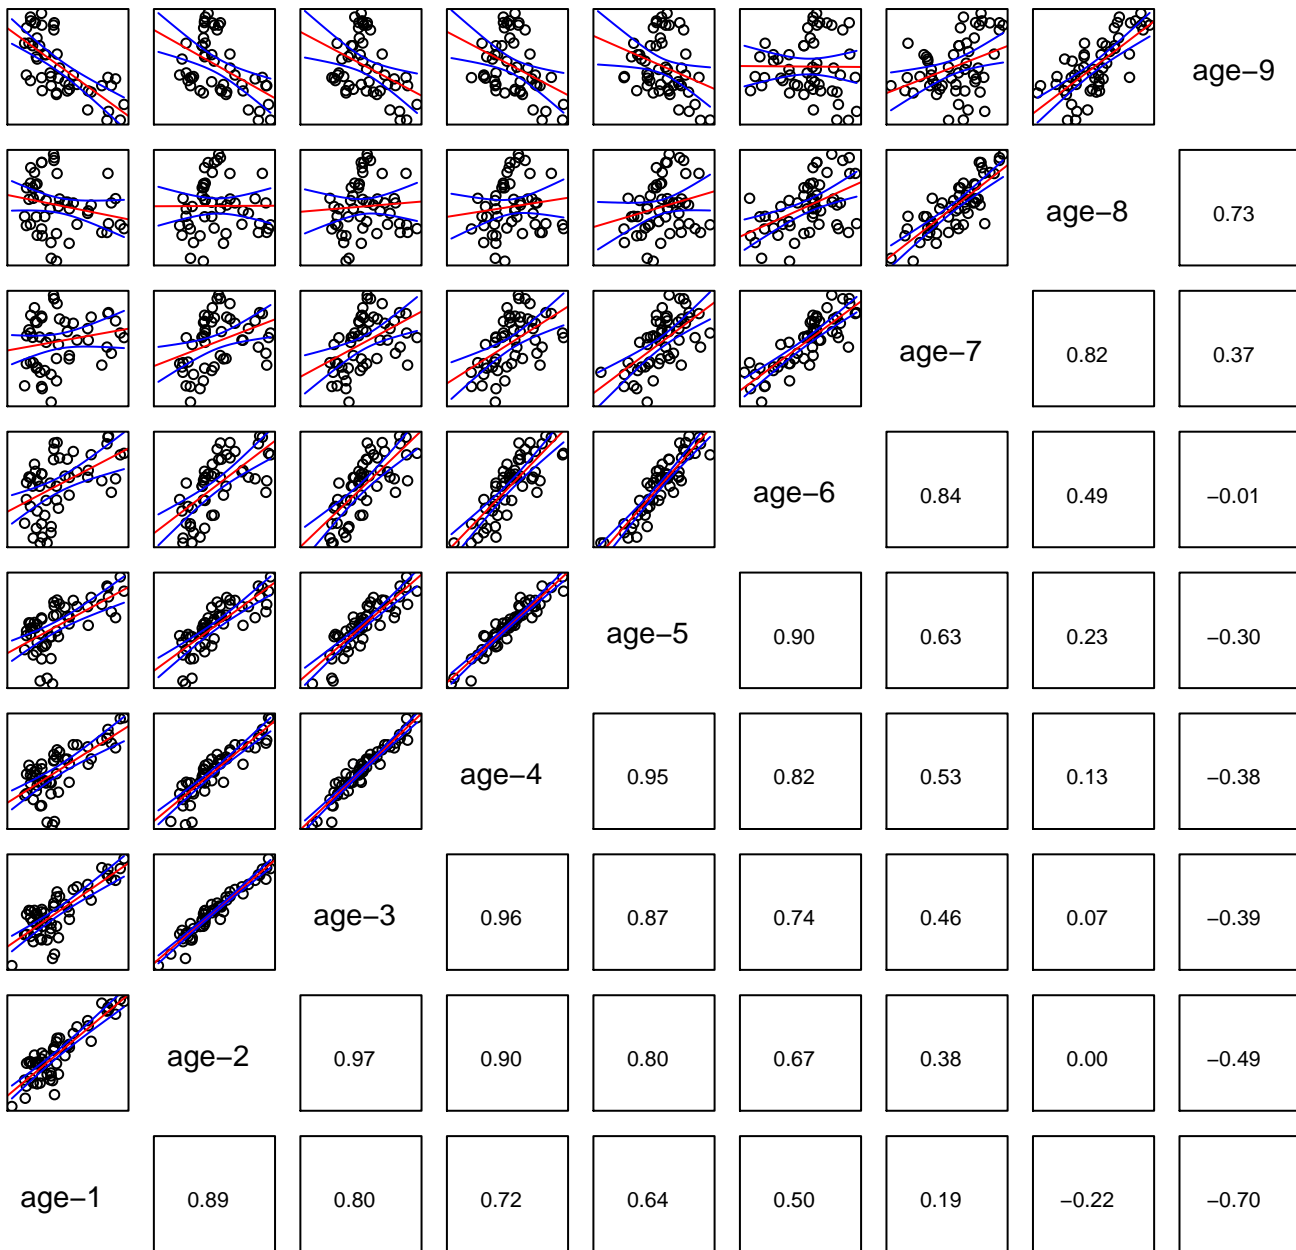 age−9
age−8 0.73
age−7 0.82 0.37
age−6 0.84 0.49 −0.01
age−5 0.90 0.63 0.23 −0.30
age−4 0.95 0.82 0.53 0.13 −0.38
age−3 0.96 0.87 0.74 0.46 0.07 −0.39
age−2 0.97 0.90 0.80 0.67 0.38 0.00 −0.49
age−1 0.89 0.80 0.72 0.64 0.50 0.19 −0.22 −0.70